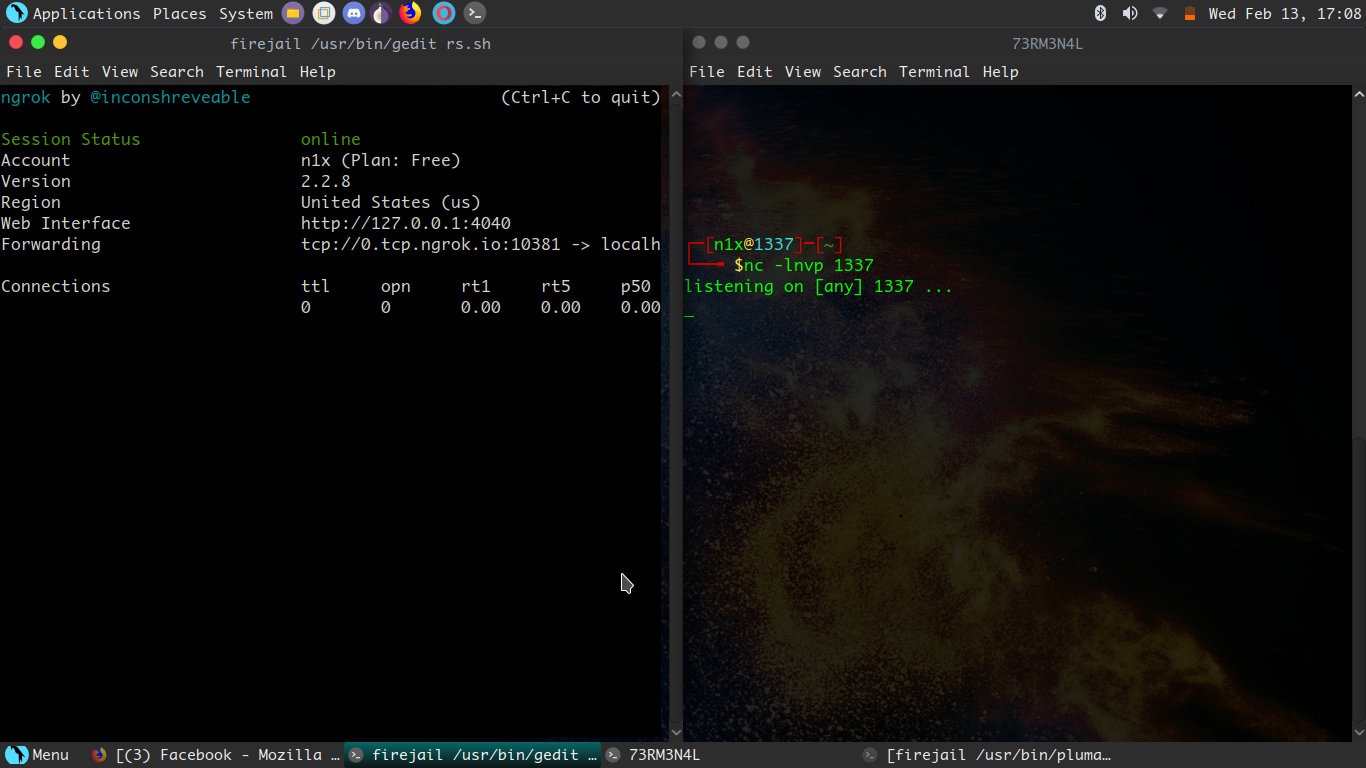 Applications Places System Wed Feb 13, 17:08
firejail /usr/bin/gedit rs.sh
File Edit View Search Terminal Help
ngrok by @inconshreveable (Ctrl+C to quit)
Session Status online
Account n1x (Plan: Free)
Version 2.2.8
Region United States (us)
Web Interface http://127.0.0.1:4040
Forwarding tcp://0.tcp.ngrok.io:10381 -> localh
Connections ttl opn rt1 rt5 p50
0 0 0.00 0.00 0.00
73RM3N4L
File Edit View Search Terminal Help
[n1x@1337]─[~]
$nc -lnvp 1337
listening on [any] 1337 ...
_
Menu [(3) Facebook - Mozilla … firejail /usr/bin/gedit … 73RM3N4L [firejail /usr/bin/pluma…